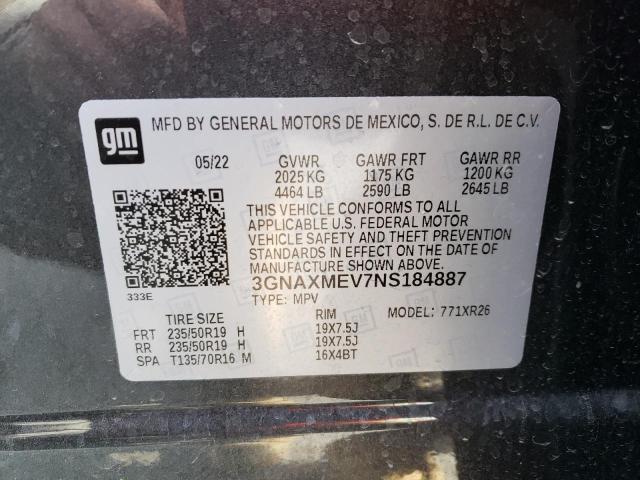 gm
MFD BY GENERAL MOTORS DE MEXICO, S. DE R.L. DE C.V.
05/22 GVWR GAWR FRT GAWR RR
2025 KG 1175 KG 1200 KG
4464 LB 2590 LB 2645 LB
THIS VEHICLE CONFORMS TO ALL
APPLICABLE U.S. FEDERAL MOTOR
VEHICLE SAFETY AND THEFT PREVENTION
STANDARDS IN EFFECT ON THE DATE OF
MANUFACTURE SHOWN ABOVE.
3GNAXMEV7NS184887
333E
TYPE: MPV MODEL: 771XR26
TIRE SIZE RIM
FRT 235/50R19 H 19X7.5J
RR 235/50R19 H 19X7.5J
SPA T135/70R16 M 16X4BT